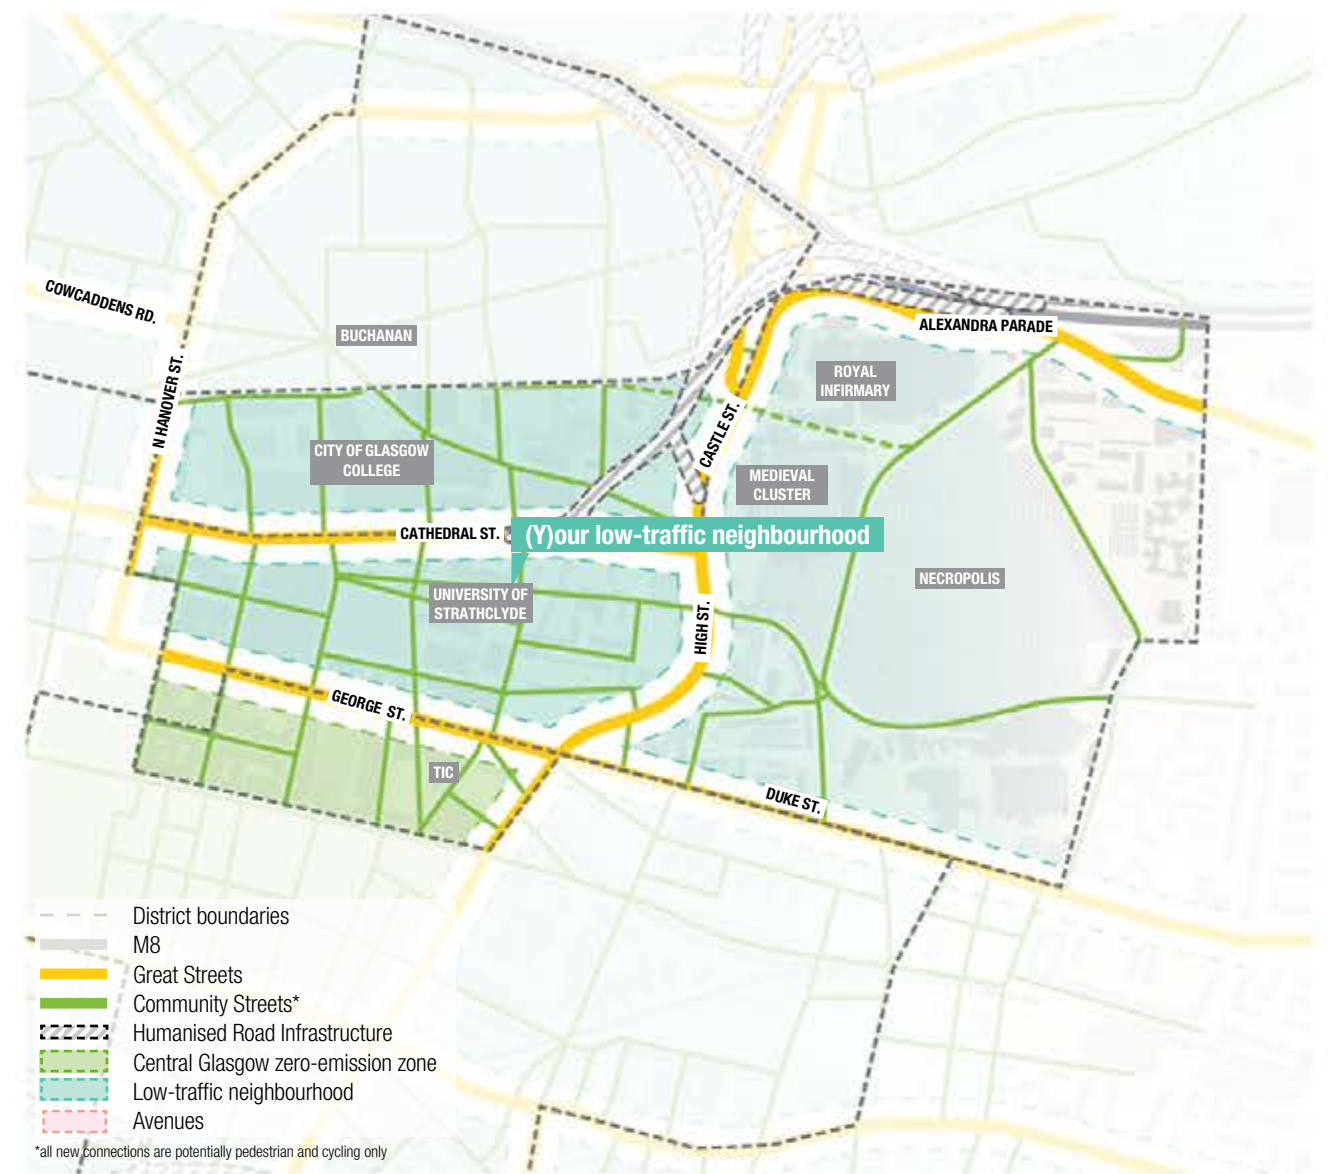 COWCADDENS RD.
N HANOVER ST.
BUCHANAN
ALEXANDRA PARADE
ROYAL
INFIRMARY
CASTLE ST.
CITY OF GLASGOW
COLLEGE
MEDIEVAL
CLUSTER
CATHEDRAL ST.
(Y)our low-traffic neighbourhood
NECROPOLIS
UNIVERSITY OF
STRATHCLYDE
HIGH ST.
GEORGE ST.
TIC
DUKE ST.
District boundaries
M8
Great Streets
Community Streets*
Humanised Road Infrastructure
Central Glasgow zero-emission zone
Low-traffic neighbourhood
Avenues
*all new connections are potentially pedestrian and cycling only